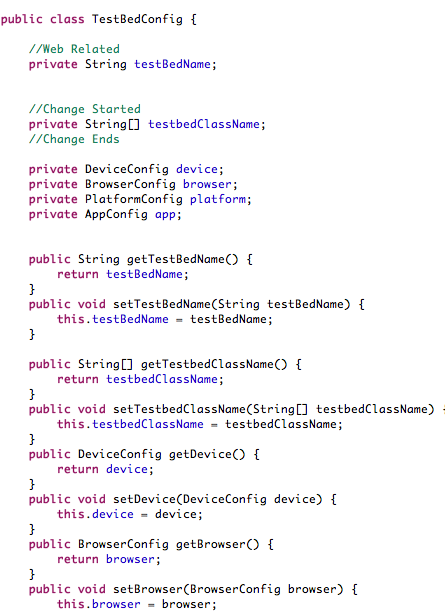 public class TestBedConfig {
//Web Related
private String testBedName;
//Change Started
private String[] testbedClassName;
//Change Ends
private DeviceConfig device;
private BrowserConfig browser;
private PlatformConfig platform;
private AppConfig app;
public String getTestBedName() {
return testBedName;
}
public void setTestBedName(String testBedName) {
this.testBedName = testBedName;
}
public String[] getTestbedClassName() {
return testbedClassName;
}
public void setTestbedClassName(String[] testbedClassName) {
this.testbedClassName = testbedClassName;
}
public DeviceConfig getDevice() {
return device;
}
public void setDevice(DeviceConfig device) {
this.device = device;
}
public BrowserConfig getBrowser() {
return browser;
}
public void setBrowser(BrowserConfig browser) {
this.browser = browser;